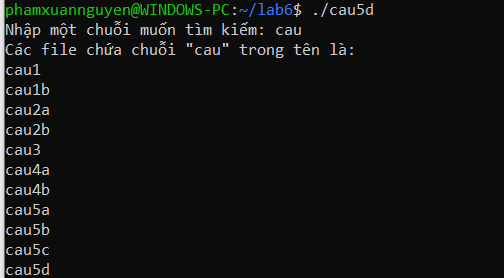 phamxuannguyen@WINDOWS-PC:~/lab6$ ./cau5d
Nhập một chuỗi muốn tìm kiếm: cau
Các file chứa chuỗi "cau" trong tên là:
cau1
cau1b
cau2a
cau2b
cau3
cau4a
cau4b
cau5a
cau5b
cau5c
cau5d